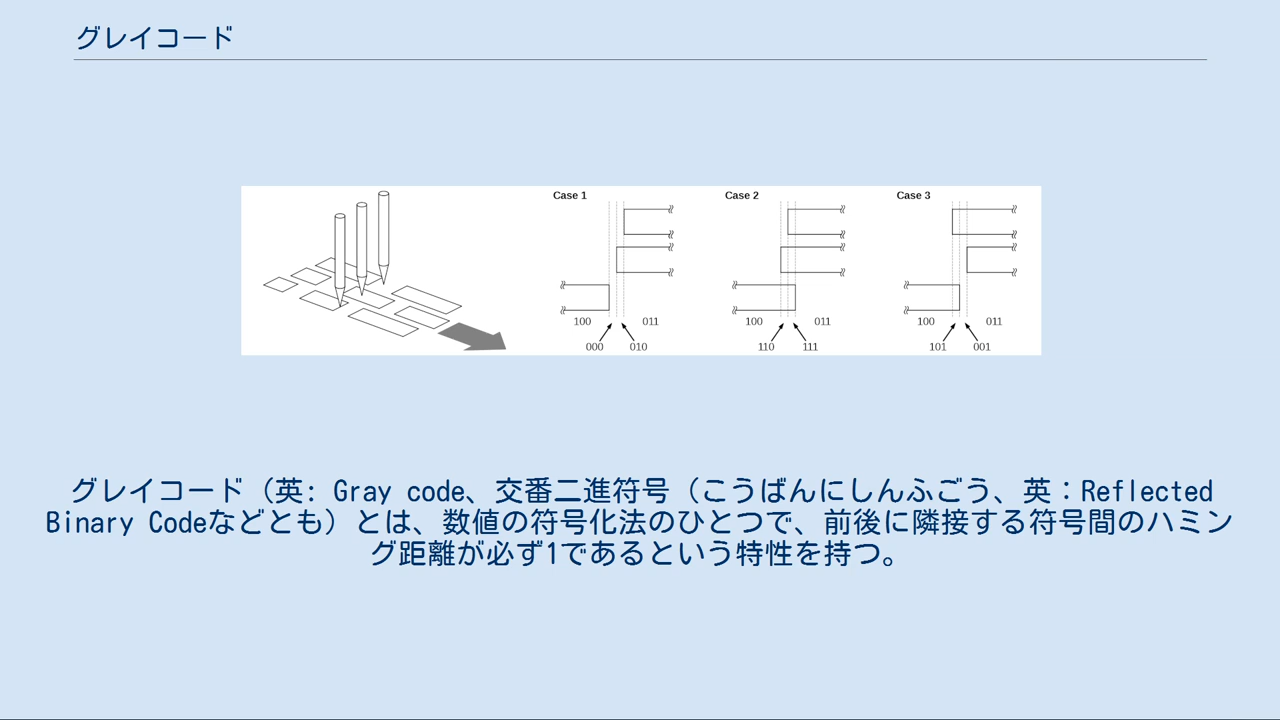 グレイコード
Case 1
Case 2
Case 3
100
011
100
011
100
011
000
010
110
111
101
001
グレイコード（英: Gray code、交番二進符号（こうばんにしんふごう、英：Reflected
Binary Codeなどとも）とは、数値の符号化法のひとつで、前後に隣接する符号間のハミン
グ距離が必ず1であるという特性を持つ。